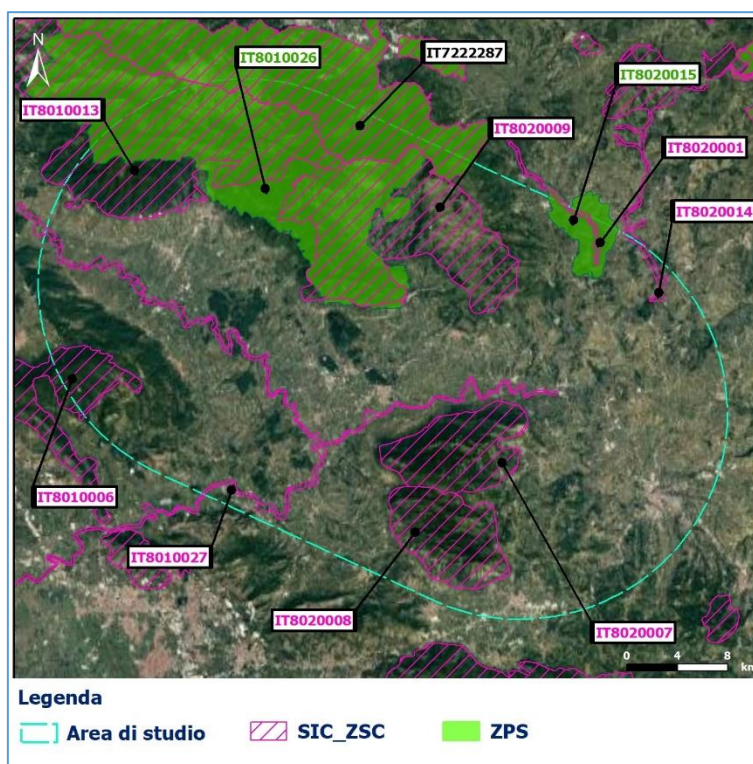 N
IT8010026
IT7222287
IT8020015
IT8010013
IT8020009
IT8020001
IT8020014
IT8010006
IT8010027
IT8020008
IT8020007
0 4 8
km
Legenda
Area di studio SIC_ZSC ZPS